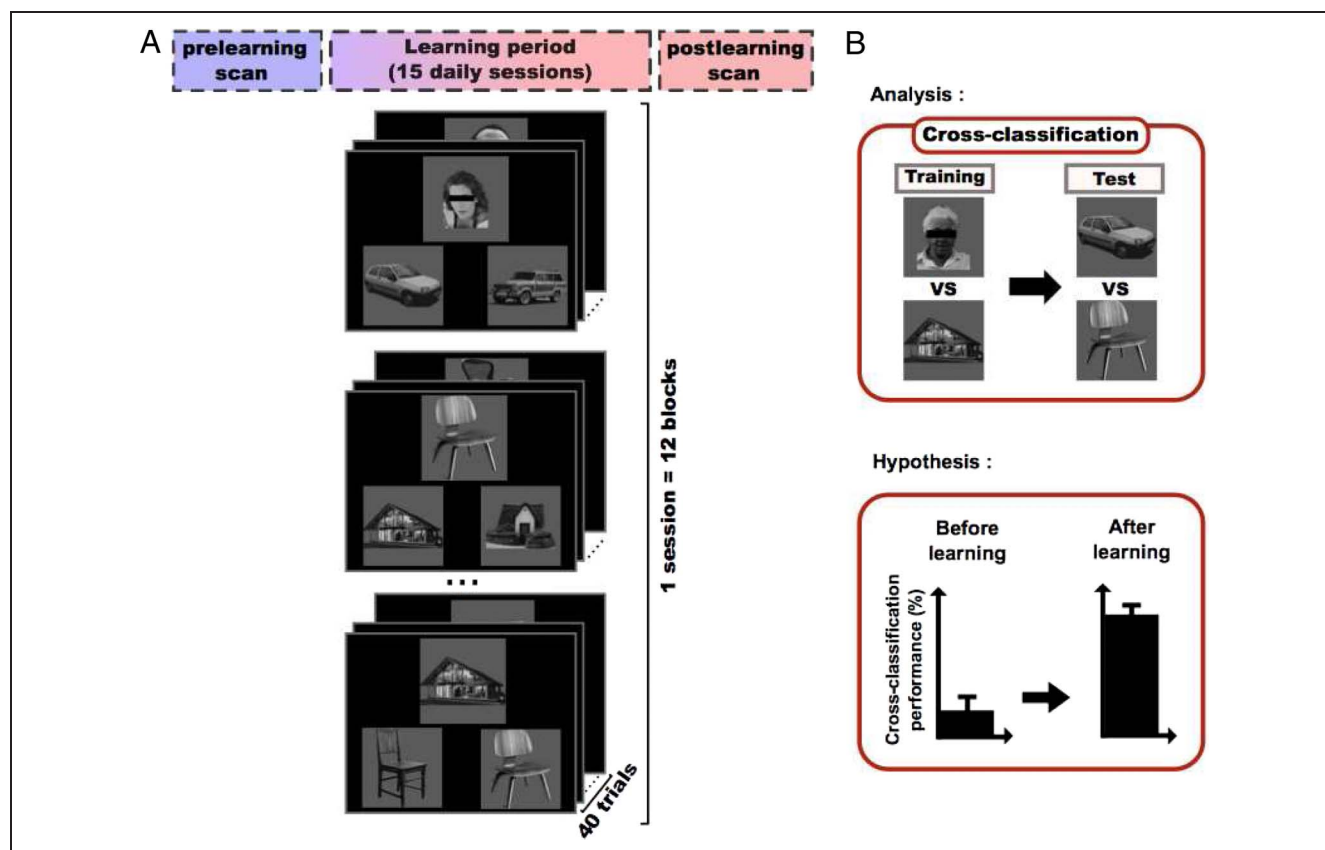 A
prelearning
scan
Learning period
(15 daily sessions)
postlearning
scan
...
1 session = 12 blocks
40 trials
B
Analysis :
Cross-classification
Training
Test
VS
VS
Hypothesis :
Before
learning
After
learning
Cross-classification
performance (%)